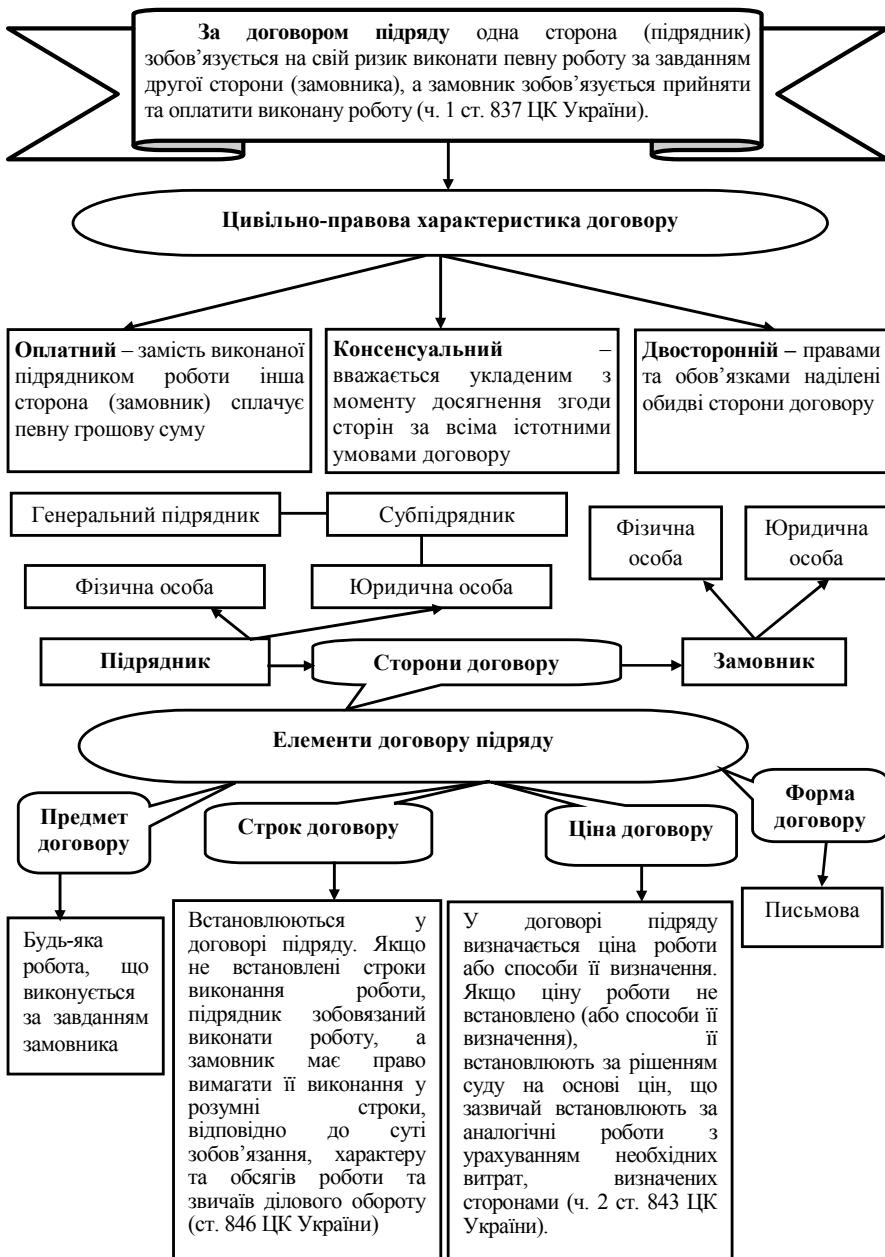 За договором підряду одна сторона (підрядник)
зобов’язується на свій ризик виконати певну роботу за завданням
другої сторони (замовника), а замовник зобов’язується прийняти
та оплатити виконану роботу (ч. 1 ст. 837 ЦК України).
Цивільно-правова характеристика договору
Оплатний – замість виконаної
підрядником роботи інша
сторона (замовник) сплачує
певну грошову суму
Консенсуальний –
вважається укладеним з
моменту досягнення згоди
сторін за всіма істотними
умовами договору
Двосторонній – правами
та обов’язками наділені
обидві сторони договору
Генеральний підрядник
Субпідрядник
Фізична
особа
Юридична
особа
Фізична особа
Юридична особа
Підрядник
Сторони договору
Замовник
Елементи договору підряду
Предмет
договору
Строк договору
Ціна договору
Форма
договору
Будь-яка
робота, що
виконується
за завданням
замовника
Встановлюються у
договорі підряду. Якщо
не встановлені строки
виконання роботи,
підрядник зобовязаний
виконати роботу, а
замовник має право
вимагати її виконання у
розумні строки,
відповідно до суті
зобов’язання, характеру
та обсягів роботи та
звичаїв ділового обороту
(ст. 846 ЦК України)
У договорі підряду
визначається ціна роботи
або способи її визначення.
Якщо ціну роботи не
встановлено (або способи її
визначення), її
встановлюють за рішенням
суду на основі цін, що
зазвичай встановлюють за
аналогічні роботи з
урахуванням необхідних
витрат, визначених
сторонами (ч. 2 ст. 843 ЦК
України).
Письмова